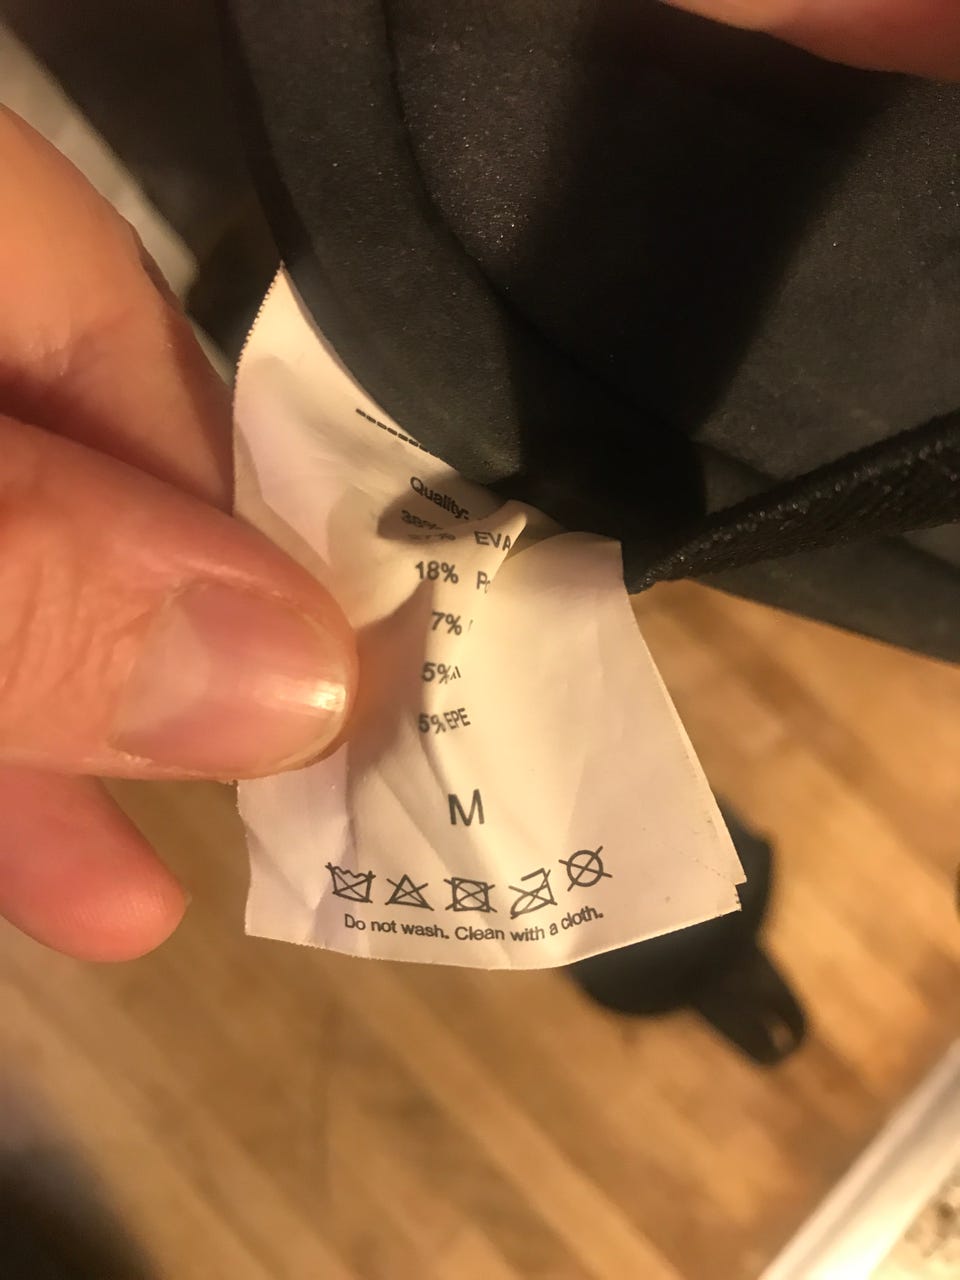 Quality:
EVA
18%
7%
5%
5% EPE
M
Do not wash. Clean with a cloth.